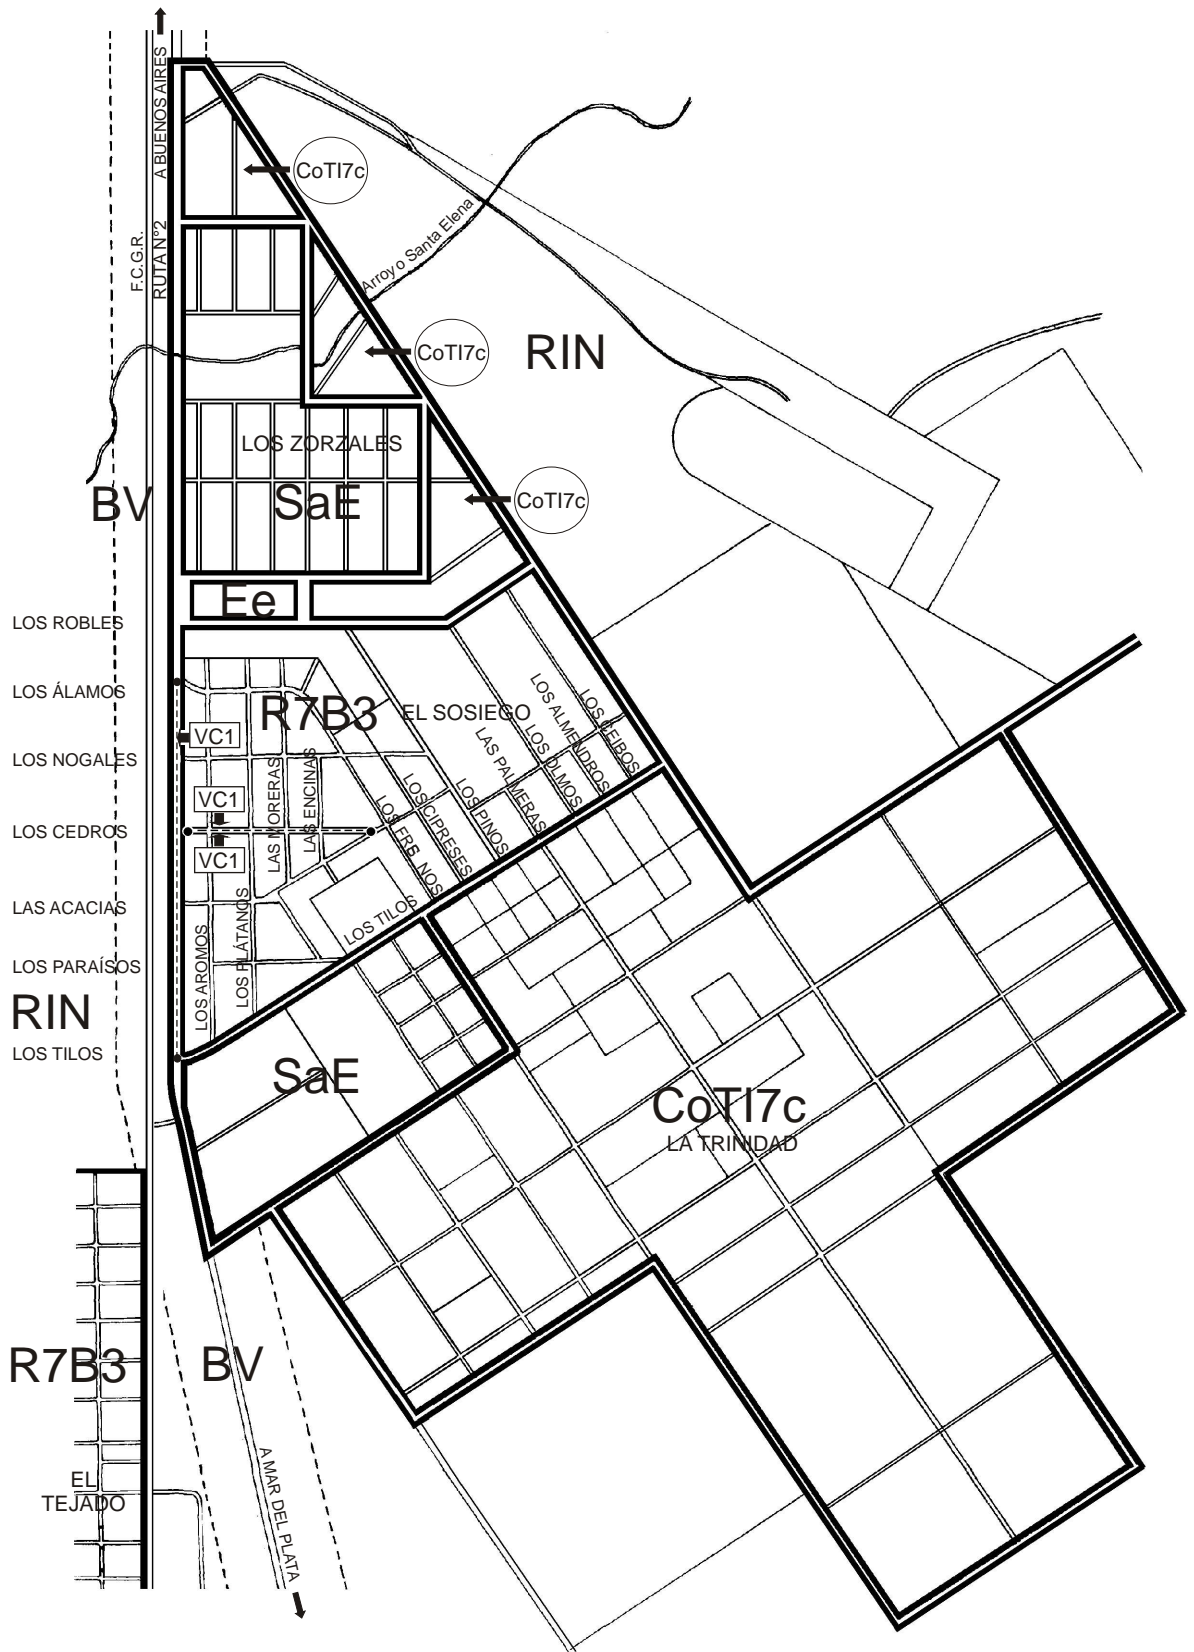 A BUENOS AIRES
CoTI7c
F.C.G.R.
RUTA Nº2
Arroyo Santa Elena
CoTI7c
RIN
LOS ZORZALES
BV
SaE
CoTI7c
Ee
LOS ROBLES
LOS ÁLAMOS
R7B3
EL SOSIEGO
LOS CEIBOS
LOS ALMENDROS
LOS OLMOS
LAS PALMERAS
VC1
LOS NOGALES
LAS MORERAS
LAS ENCINAS
LOS PINOS
LOS CIPRESES
LOS FRE NOS
VC1
LOS CEDROS
VC1
LAS ACACIAS
LOS PLÁTANOS
LOS TILOS
LOS AROMOS
LOS PARAÍSOS
RIN
LOS TILOS
SaE
CoTI7c
LA TRINIDAD
R7B3
BV
EL
TEJADO
A MAR DEL PLATA